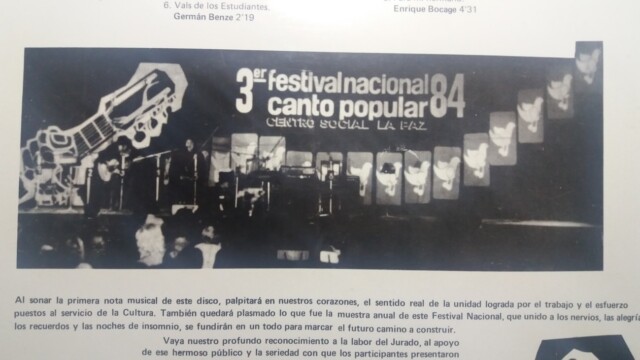 6. Vals de los Estudiantes.
Germán Benze 2'19
Enrique Bocage 4'31
3er festival nacional
canto popular 84
CENTRO SOCIAL LA PAZ
Al sonar la primera nota musical de este disco, palpitará en nuestros corazones, el sentido real de la unidad lograda por el trabajo y el esfuerzo
puestos al servicio de la Cultura. También quedará plasmado lo que fue la muestra anual de este Festival Nacional, que unido a los nervios, las alegría
los recuerdos y las noches de insomnio, se fundirán en un todo para marcar el futuro camino a construir.
Vaya nuestro profundo reconocimiento a la labor del Jurado, al apoyo
de ese hermoso público y la seriedad con que los participantes presentaron